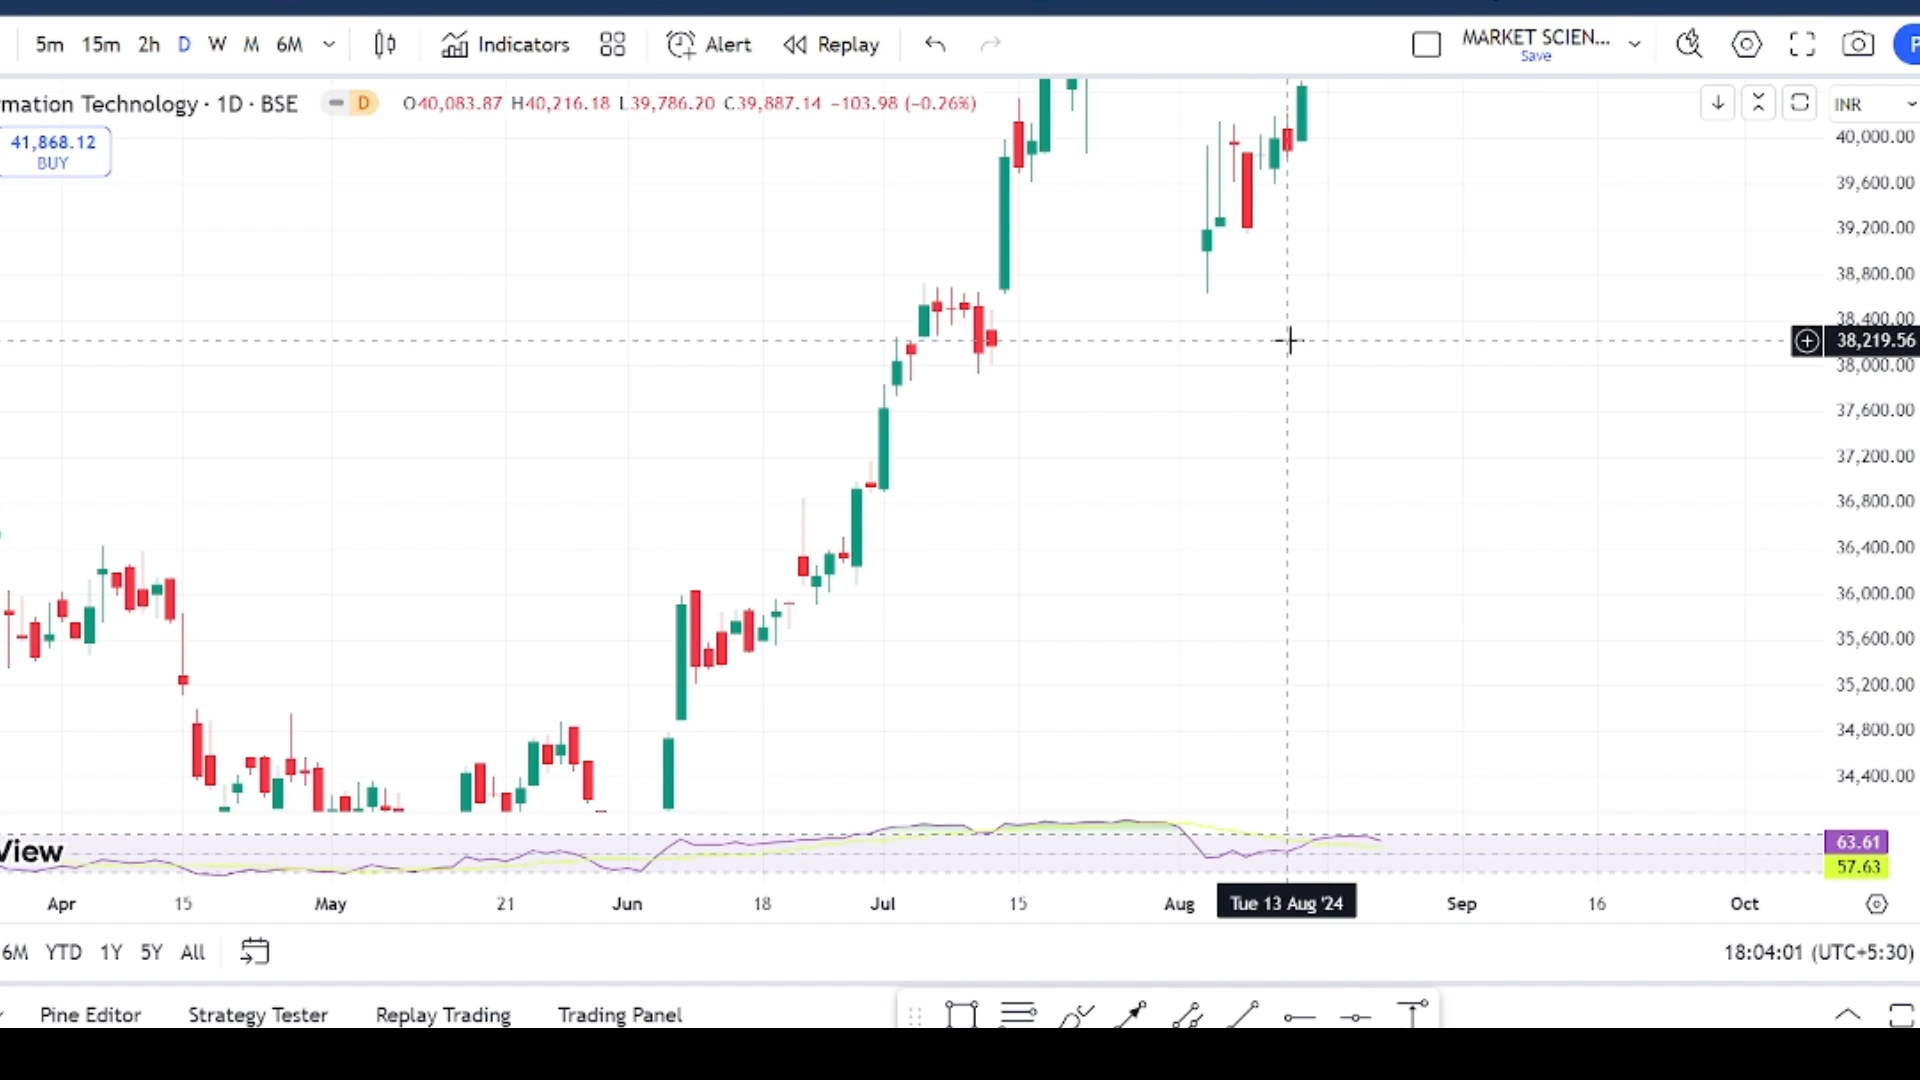 5m 15m 2h D W M 6M Indicators Alert Replay MARKET SCIEN... Save P
rmation Technology · 1D · BSE D O40,083.87 H40,216.18 L39,786.20 C39,887.14 −103.98 (−0.26%) INR
41,868.12
BUY
40,000.00
39,600.00
39,200.00
38,800.00
38,400.00
38,219.56
38,000.00
37,600.00
37,200.00
36,800.00
36,400.00
36,000.00
35,600.00
35,200.00
34,800.00
34,400.00
View
63.61
57.63
Apr 15 May 21 Jun 18 Jul 15 Aug Tue 13 Aug '24 Sep 16 Oct
6M YTD 1Y 5Y All 18:04:01 (UTC+5:30)
Pine Editor Strategy Tester Replay Trading Trading Panel